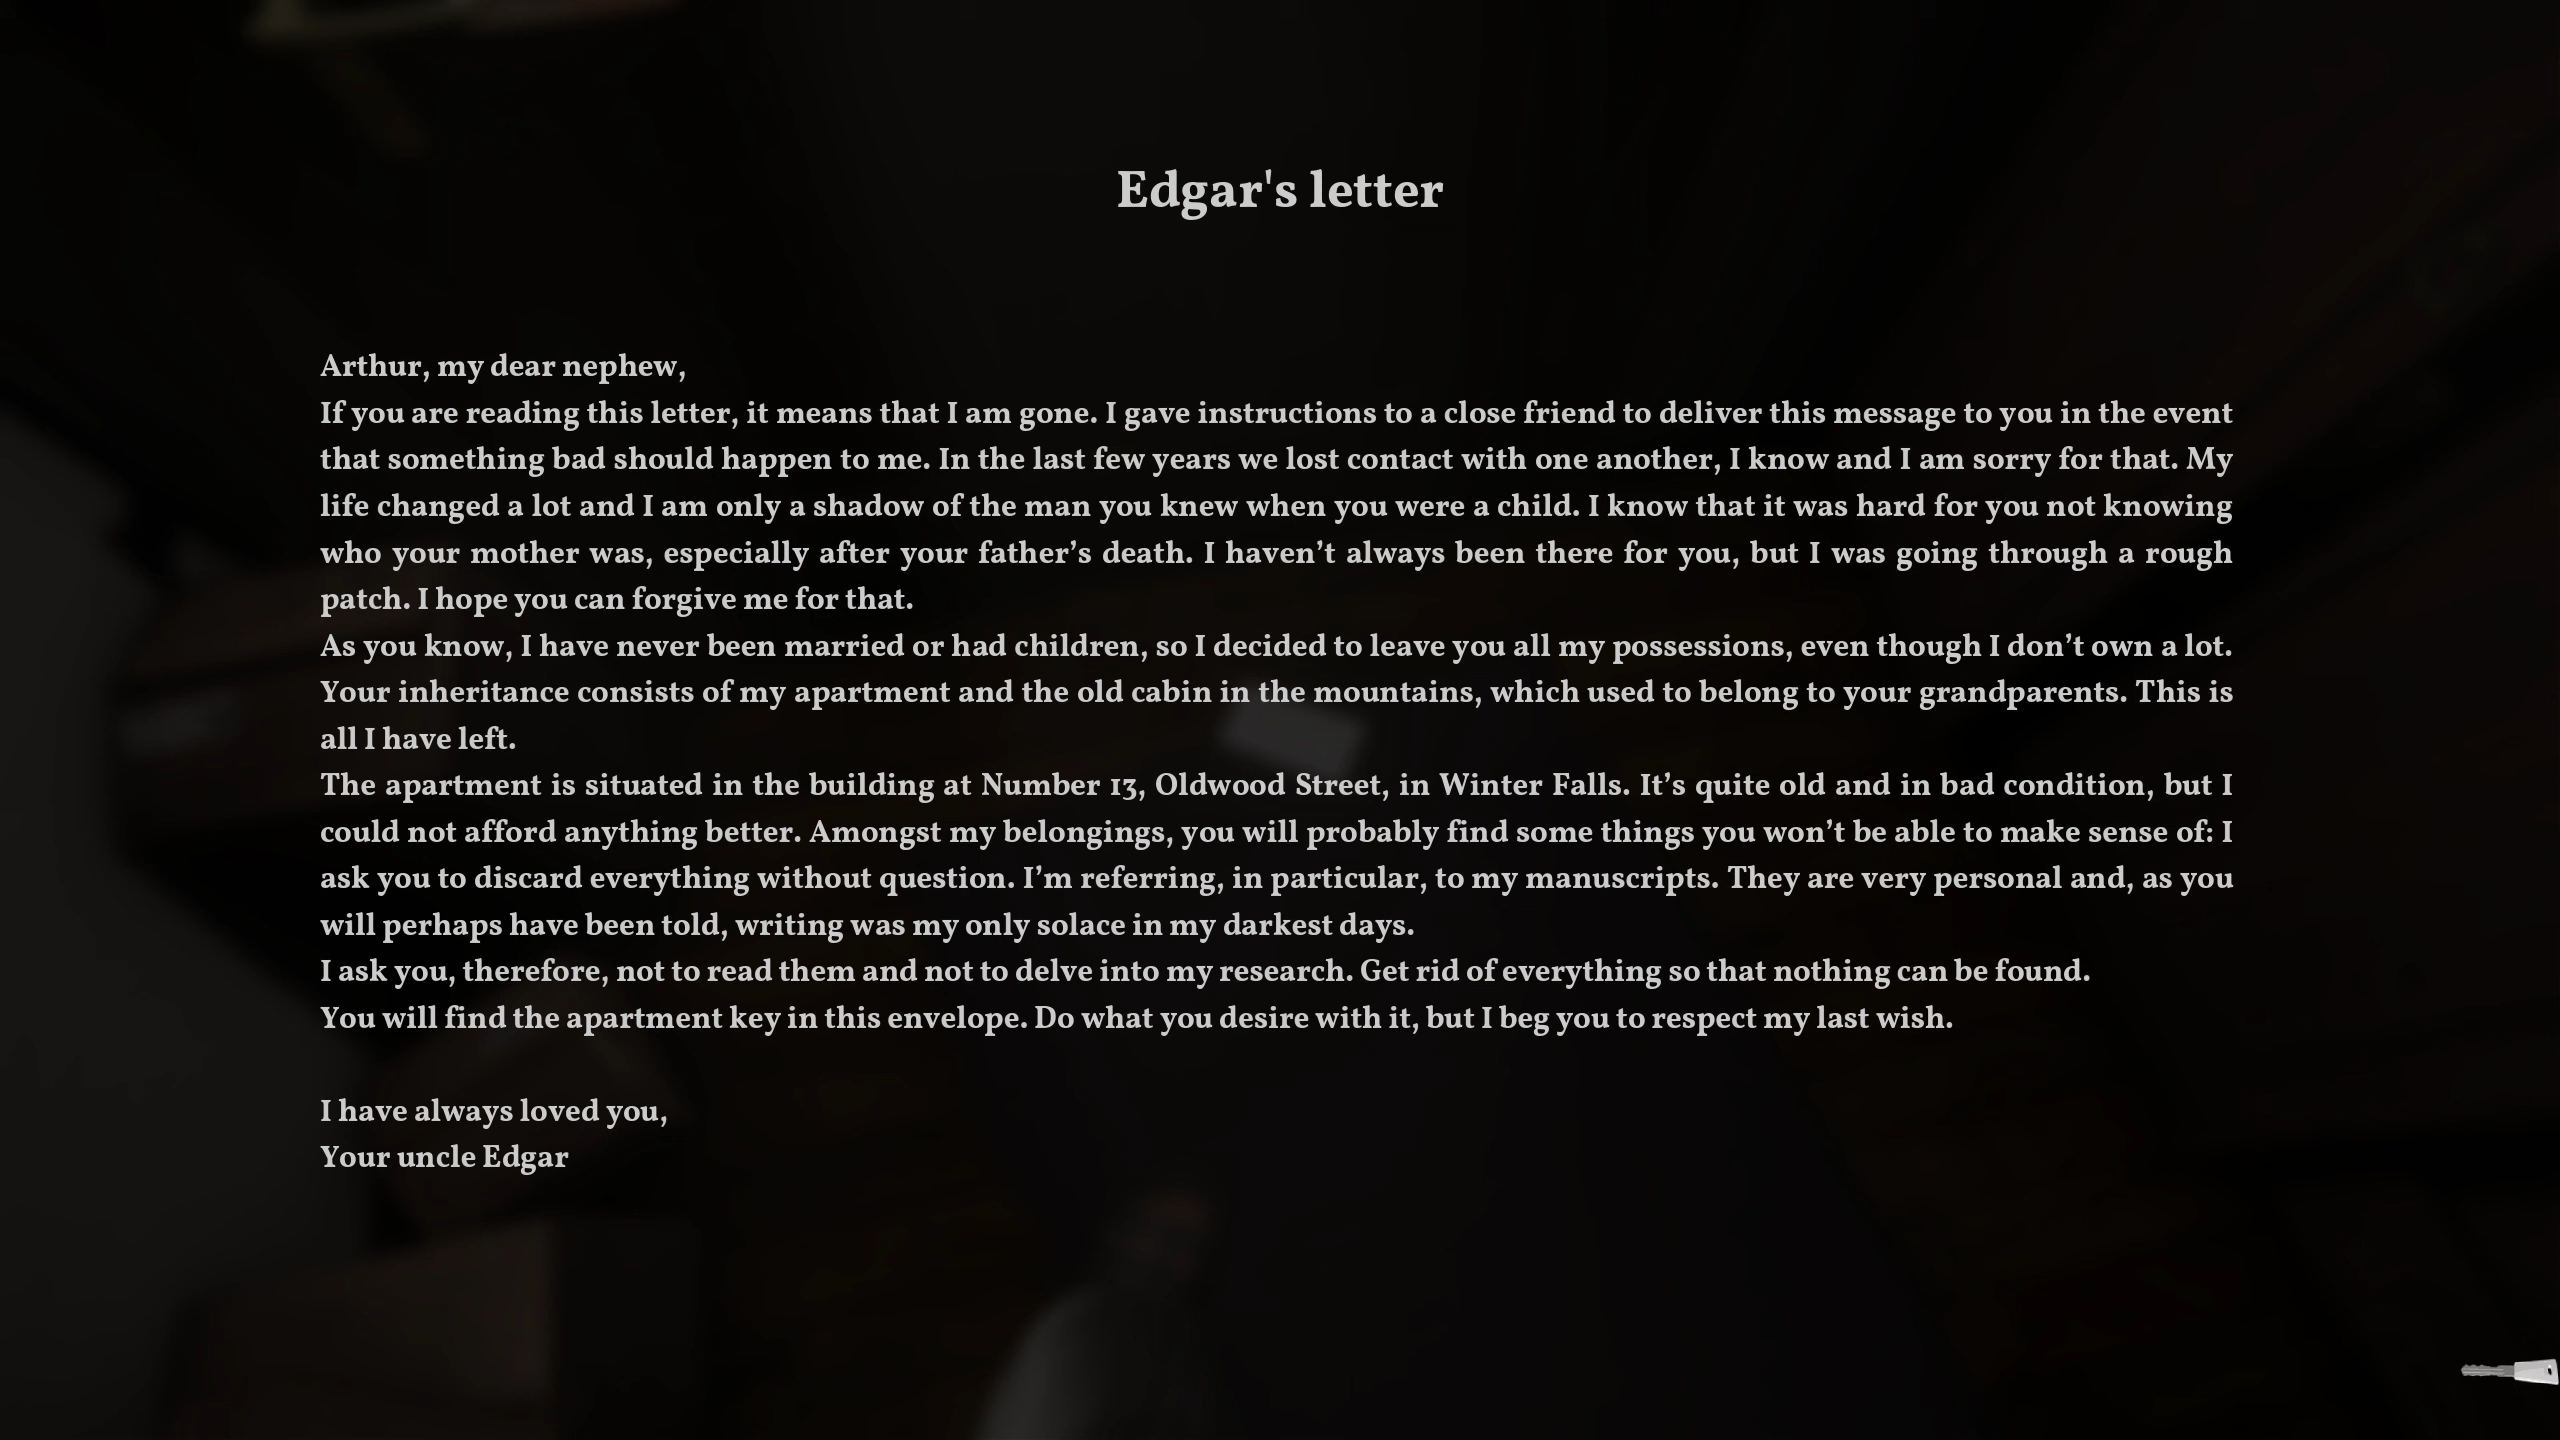 Edgar's letter
Arthur, my dear nephew,
If you are reading this letter, it means that I am gone. I gave instructions to a close friend to deliver this message to you in the event
that something bad should happen to me. In the last few years we lost contact with one another, I know and I am sorry for that. My
life changed a lot and I am only a shadow of the man you knew when you were a child. I know that it was hard for you not knowing
who your mother was, especially after your father’s death. I haven’t always been there for you, but I was going through a rough
patch. I hope you can forgive me for that.
As you know, I have never been married or had children, so I decided to leave you all my possessions, even though I don’t own a lot.
Your inheritance consists of my apartment and the old cabin in the mountains, which used to belong to your grandparents. This is
all I have left.
The apartment is situated in the building at Number 13, Oldwood Street, in Winter Falls. It’s quite old and in bad condition, but I
could not afford anything better. Amongst my belongings, you will probably find some things you won’t be able to make sense of: I
ask you to discard everything without question. I’m referring, in particular, to my manuscripts. They are very personal and, as you
will perhaps have been told, writing was my only solace in my darkest days.
I ask you, therefore, not to read them and not to delve into my research. Get rid of everything so that nothing can be found.
You will find the apartment key in this envelope. Do what you desire with it, but I beg you to respect my last wish.
I have always loved you,
Your uncle Edgar